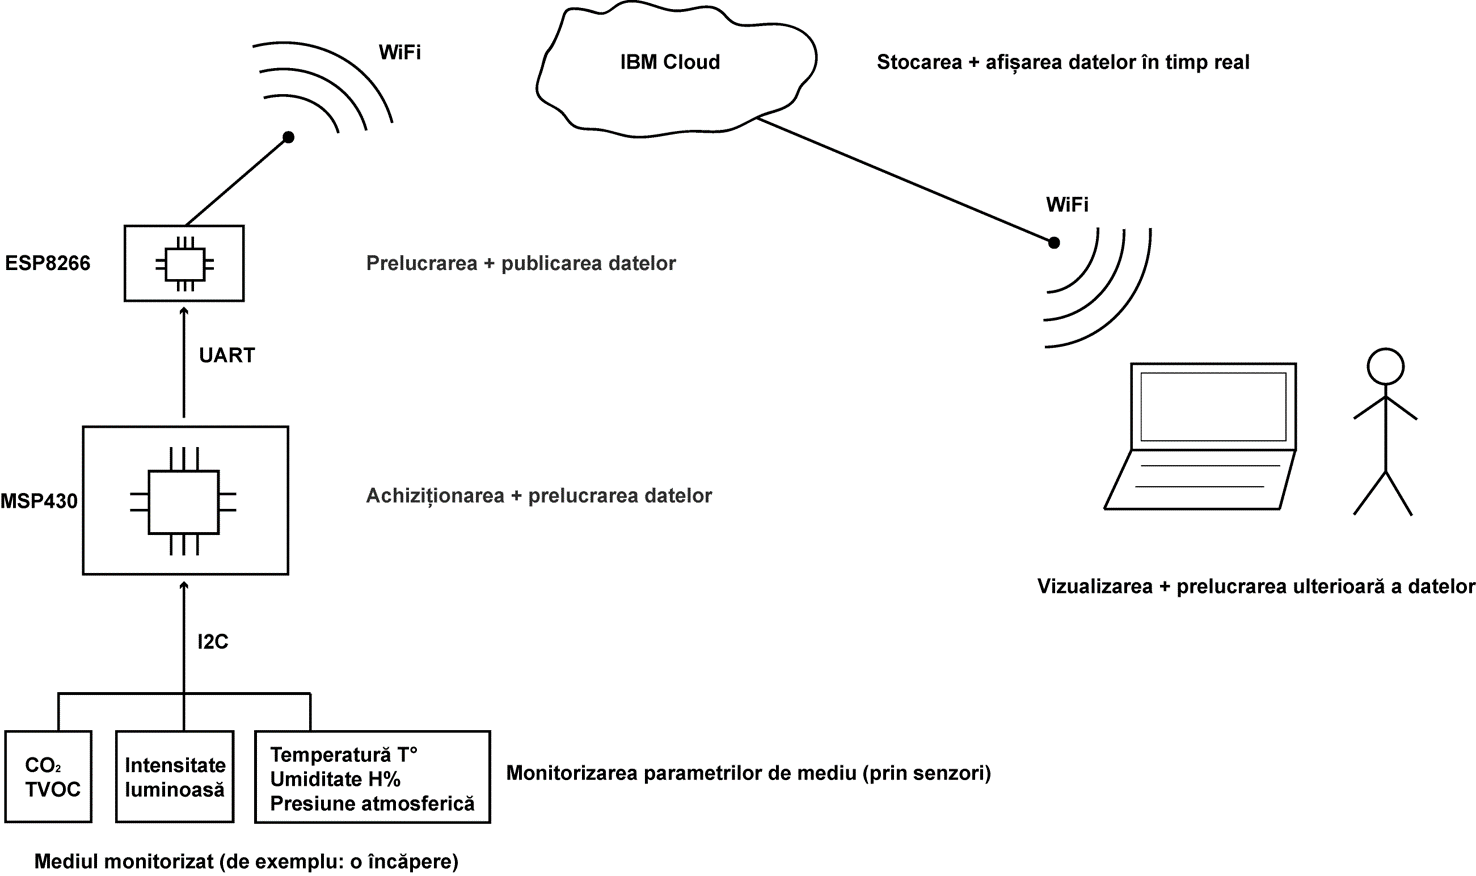 WiFi
IBM Cloud
Stocarea + afișarea datelor în timp real
WiFi
ESP8266
Prelucrarea + publicarea datelor
UART
MSP430
Achiziționarea + prelucrarea datelor
Vizualizarea + prelucrarea ulterioară a datelor
I2C
CO₂
TVOC
Intensitate
luminoasă
Temperatură T°
Umiditate H%
Presiune atmosferică
Monitorizarea parametrilor de mediu (prin senzori)
Mediul monitorizat (de exemplu: o încăpere)